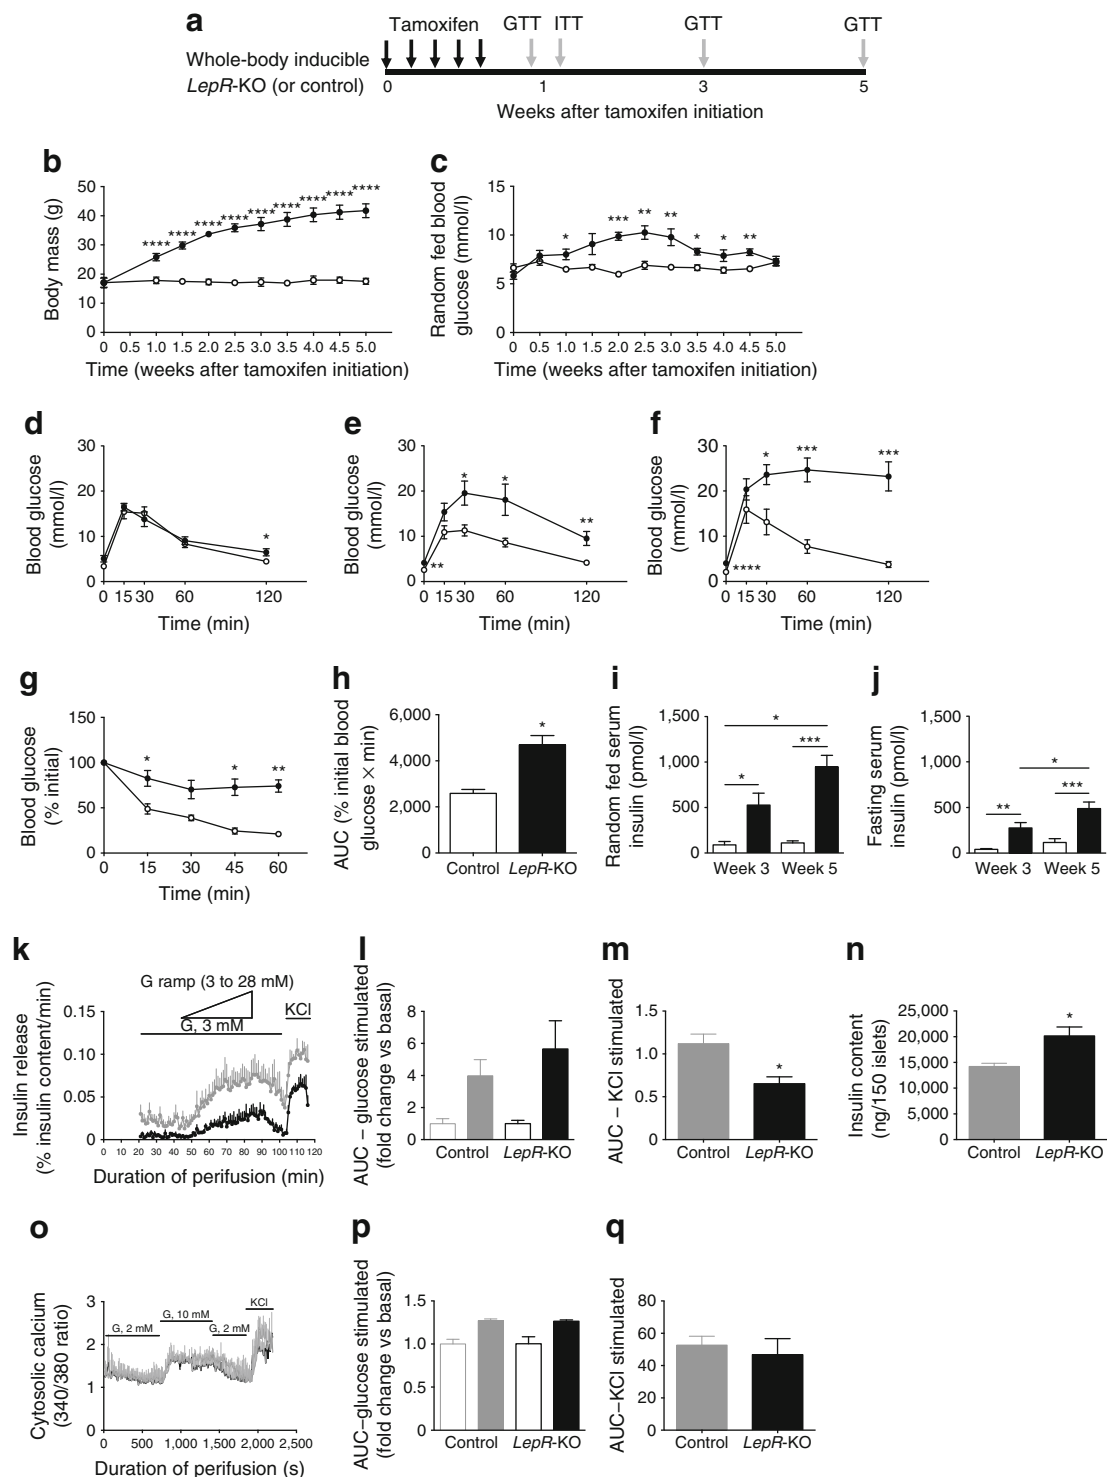 a
Tamoxifen GTT ITT GTT GTT
Whole-body inducible
LepR-KO (or control) 0 1 3 5
Weeks after tamoxifen initiation
b
Body mass (g)
50
40
30
20
10
0
**** **** **** **** **** **** **** **** ****
0 0.5 1.0 1.5 2.0 2.5 3.0 3.5 4.0 4.5 5.0
Time (weeks after tamoxifen initiation)
c
Random fed blood
glucose (mmol/l)
15
10
5
0
* *** ** ** * * **
0 0.5 1.0 1.5 2.0 2.5 3.0 3.5 4.0 4.5 5.0
Time (weeks after tamoxifen initiation)
d
Blood glucose
(mmol/l)
30
20
10
0
*
0 15 30 60 120
Time (min)
e
Blood glucose
(mmol/l)
30
20
10
0
** * * **
0 15 30 60 120
Time (min)
f
Blood glucose
(mmol/l)
30
20
10
0
**** * *** ***
0 15 30 60 120
Time (min)
g
Blood glucose
(% initial)
150
100
50
0
* * **
0 15 30 45 60
Time (min)
h
AUC (% initial blood
glucose × min)
6,000
4,000
2,000
0
*
Control LepR-KO
i
Random fed serum
insulin (pmol/l)
1,500
1,000
500
0
*
***
*
Week 3 Week 5
j
Fasting serum
insulin (pmol/l)
1,500
1,000
500
0
*
***
**
Week 3 Week 5
k
G ramp (3 to 28 mM)
KCl
G, 3 mM
Insulin release
(% insulin content/min)
0.15
0.10
0.05
0
0 10 20 30 40 50 60 70 80 90 100 110 120
Duration of perifusion (min)
l
AUC – glucose stimulated
(fold change vs basal)
8
6
4
2
0
Control LepR-KO
m
AUC – KCl stimulated
1.5
1.0
0.5
0
*
Control LepR-KO
n
Insulin content
(ng/150 islets)
25,000
20,000
15,000
10,000
5,000
0
*
Control LepR-KO
o
Cytosolic calcium
(340/380 ratio)
3
2
1
0
G, 2 mM
G, 10 mM
G, 2 mM
KCl
0 500 1,000 1,500 2,000 2,500
Duration of perifusion (s)
p
AUC–glucose stimulated
(fold change vs basal)
1.5
1.0
0.5
0
Control LepR-KO
q
AUC–KCl stimulated
80
60
40
20
0
Control LepR-KO